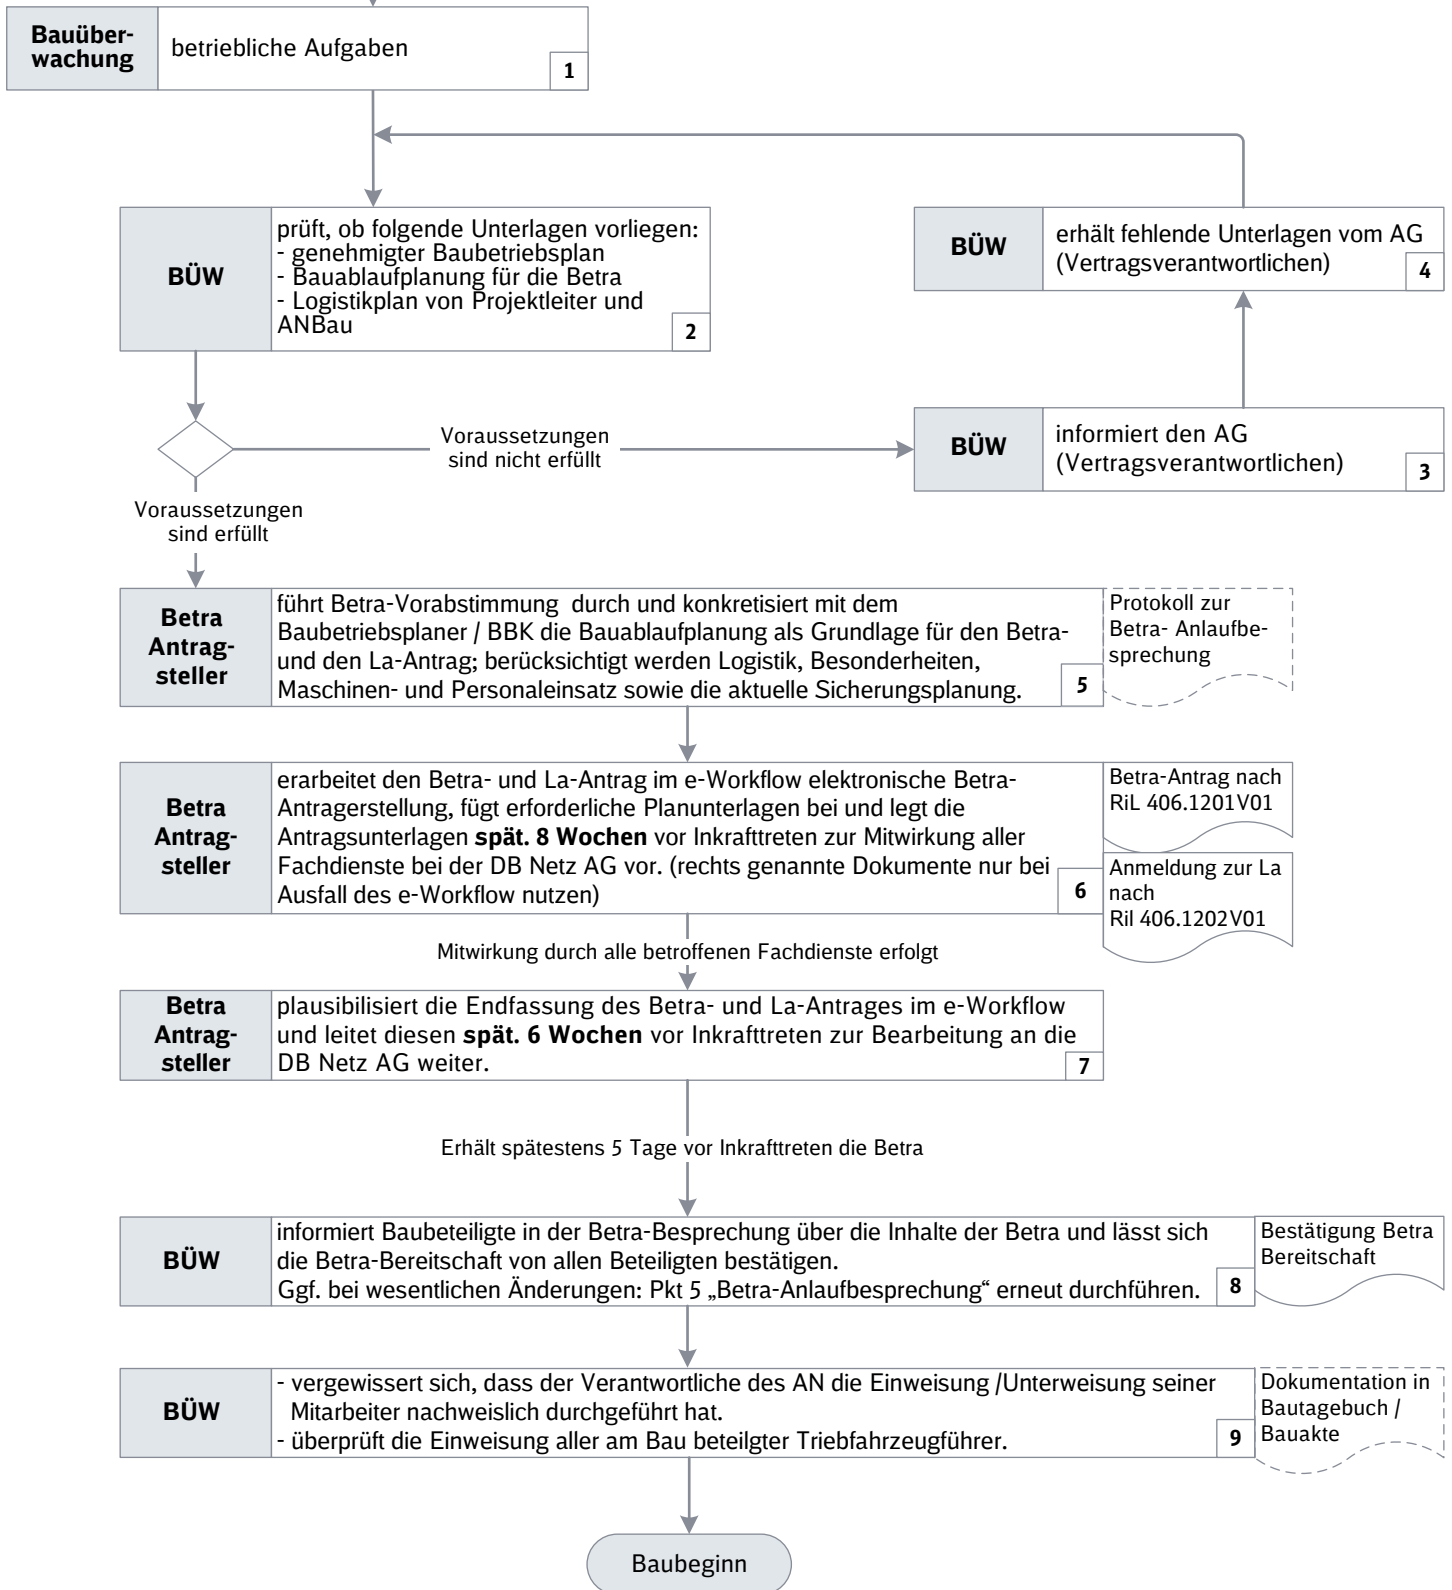 Bauüber-
wachung
betriebliche Aufgaben
1
BÜW
prüft, ob folgende Unterlagen vorliegen:
- genehmigter Baubetriebsplan
- Bauablaufplanung für die Betra
- Logistikplan von Projektleiter und
ANBau
2
BÜW
erhält fehlende Unterlagen vom AG
(Vertragsverantwortlichen)
4
Voraussetzungen
sind nicht erfüllt
BÜW
informiert den AG
(Vertragsverantwortlichen)
3
Voraussetzungen
sind erfüllt
Betra
Antrag-
steller
führt Betra-Vorabstimmung durch und konkretisiert mit dem
Baubetriebsplaner / BBK die Bauablaufplanung als Grundlage für den Betra-
und den La-Antrag; berücksichtigt werden Logistik, Besonderheiten,
Maschinen- und Personaleinsatz sowie die aktuelle Sicherungsplanung.
5
Protokoll zur
Betra- Anlaufbe-
sprechung
Betra
Antrag-
steller
erarbeitet den Betra- und La-Antrag im e-Workflow elektronische Betra-
Antragerstellung, fügt erforderliche Planunterlagen bei und legt die
Antragsunterlagen spät. 8 Wochen vor Inkrafttreten zur Mitwirkung aller
Fachdienste bei der DB Netz AG vor. (rechts genannte Dokumente nur bei
Ausfall des e-Workflow nutzen)
6
Betra-Antrag nach
RiL 406.1201V01
Anmeldung zur La
nach
Ril 406.1202V01
Mitwirkung durch alle betroffenen Fachdienste erfolgt
Betra
Antrag-
steller
plausibilisiert die Endfassung des Betra- und La-Antrages im e-Workflow
und leitet diesen spät. 6 Wochen vor Inkrafttreten zur Bearbeitung an die
DB Netz AG weiter.
7
Erhält spätestens 5 Tage vor Inkrafttreten die Betra
BÜW
informiert Baubeteiligte in der Betra-Besprechung über die Inhalte der Betra und lässt sich
die Betra-Bereitschaft von allen Beteiligten bestätigen.
Ggf. bei wesentlichen Änderungen: Pkt 5 „Betra-Anlaufbesprechung“ erneut durchführen.
8
Bestätigung Betra
Bereitschaft
BÜW
- vergewissert sich, dass der Verantwortliche des AN die Einweisung /Unterweisung seiner
Mitarbeiter nachweislich durchgeführt hat.
- überprüft die Einweisung aller am Bau beteilgter Triebfahrzeugführer.
9
Dokumentation in
Bautagebuch /
Bauakte
Baubeginn